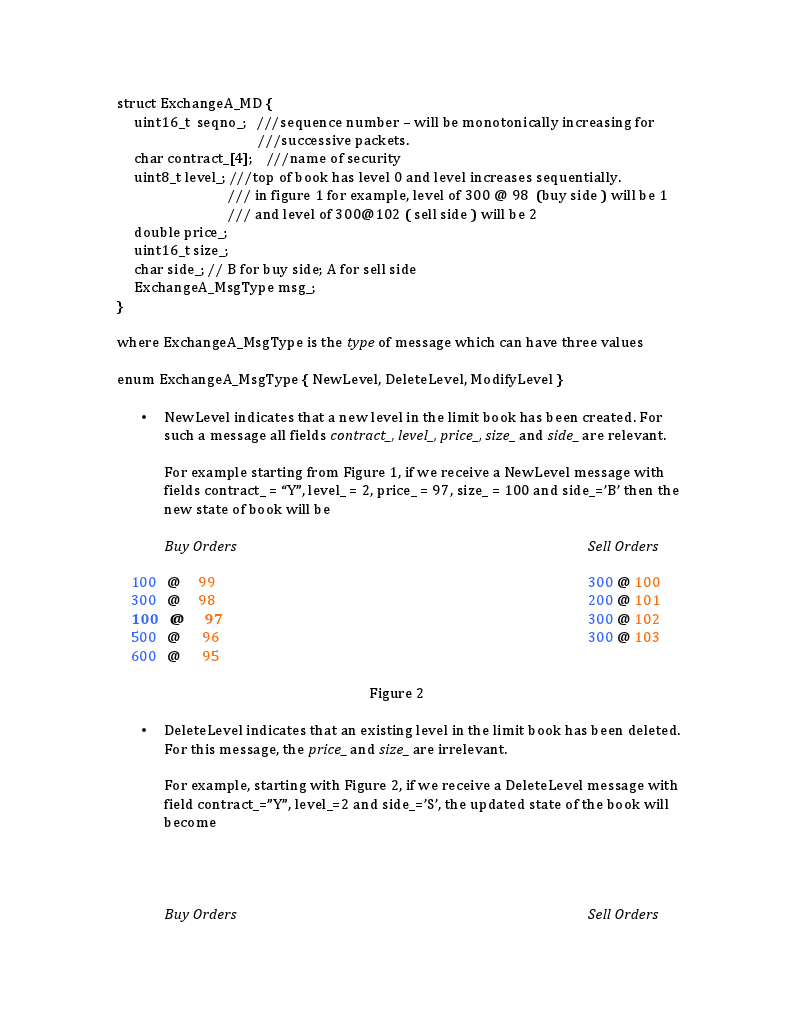 struct ExchangeA_MD {
uint16_t seqno_; ///sequence number – will be monotonically increasing for
///successive packets.
char contract_[4]; ///name of security
uint8_t level_; ///top of book has level 0 and level increases sequentially.
/// in figure 1 for example, level of 300 @ 98 (buy side ) will be 1
/// and level of 300@102 ( sell side ) will be 2
double price_;
uint16_t size_;
char side_; // B for buy side; A for sell side
ExchangeA_MsgType msg_;
}
where ExchangeA_MsgType is the type of message which can have three values
enum ExchangeA_MsgType { NewLevel, DeleteLevel, ModifyLevel }
• NewLevel indicates that a new level in the limit book has been created. For
such a message all fields contract_, level_, price_, size_ and side_ are relevant.
For example starting from Figure 1, if we receive a NewLevel message with
fields contract_ = “Y”, level_ = 2, price_ = 97, size_ = 100 and side_=’B’ then the
new state of book will be
Buy Orders Sell Orders
100 @ 99 300 @ 100
300 @ 98 200 @ 101
100 @ 97 300 @ 102
500 @ 96 300 @ 103
600 @ 95
Figure 2
• DeleteLevel indicates that an existing level in the limit book has been deleted.
For this message, the price_ and size_ are irrelevant.
For example, starting with Figure 2, if we receive a DeleteLevel message with
field contract_=”Y”, level_=2 and side_=’S’, the updated state of the book will
become
Buy Orders Sell Orders